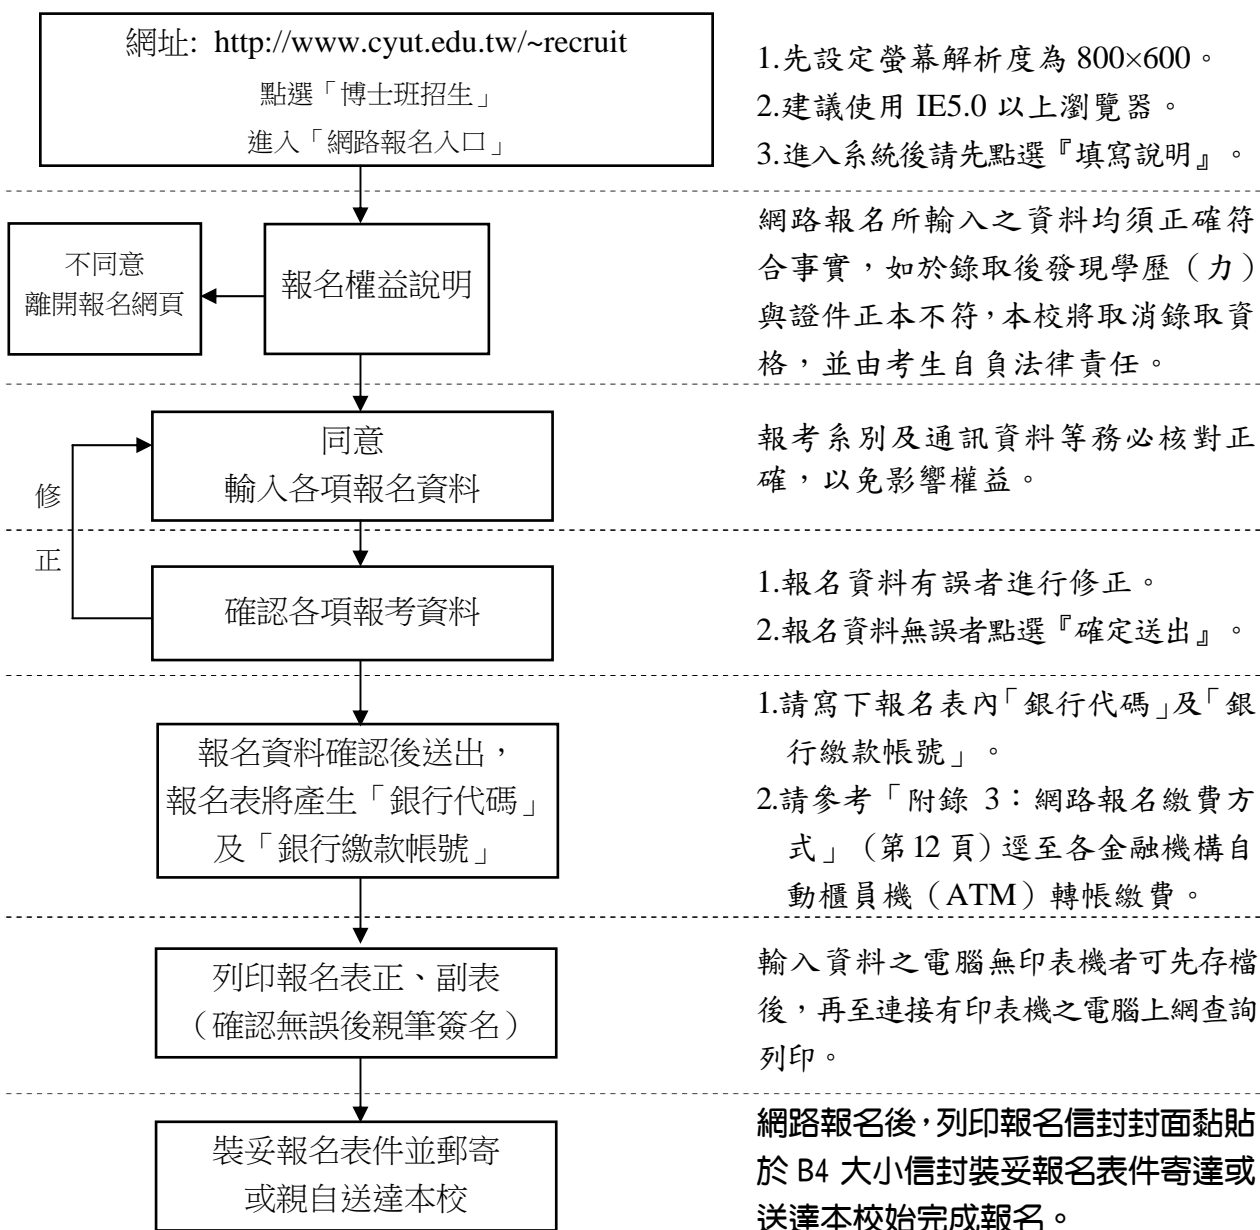 網址: http://www.cyut.edu.tw/~recruit
點選「博士班招生」
進入「網路報名入口」
1.先設定螢幕解析度為 800×600。
2.建議使用 IE5.0 以上瀏覽器。
3.進入系統後請先點選『填寫說明』。
不同意
離開報名網頁
報名權益說明
網路報名所輸入之資料均須正確符
合事實，如於錄取後發現學歷（力）
與證件正本不符，本校將取消錄取資
格，並由考生自負法律責任。
同意
輸入各項報名資料
報考系別及通訊資料等務必核對正
確，以免影響權益。
修
正
確認各項報考資料
1.報名資料有誤者進行修正。
2.報名資料無誤者點選『確定送出』。
報名資料確認後送出，
報名表將產生「銀行代碼」
及「銀行繳款帳號」
1.請寫下報名表內「銀行代碼」及「銀
行繳款帳號」。
2.請參考「附錄 3：網路報名繳費方
式」（第12頁）逕至各金融機構自
動櫃員機（ATM）轉帳繳費。
列印報名表正、副表
（確認無誤後親筆簽名）
輸入資料之電腦無印表機者可先存檔
後，再至連接有印表機之電腦上網查詢
列印。
裝妥報名表件並郵寄
或親自送達本校
網路報名後，列印報名信封封面黏貼
於 B4 大小信封裝妥報名表件寄達或
送達本校始完成報名。